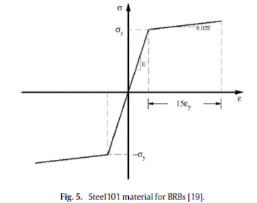 σ
σy
0.02E
E
ε
15εy
-σy
Fig. 5. Steel101 material for BRBs [19].